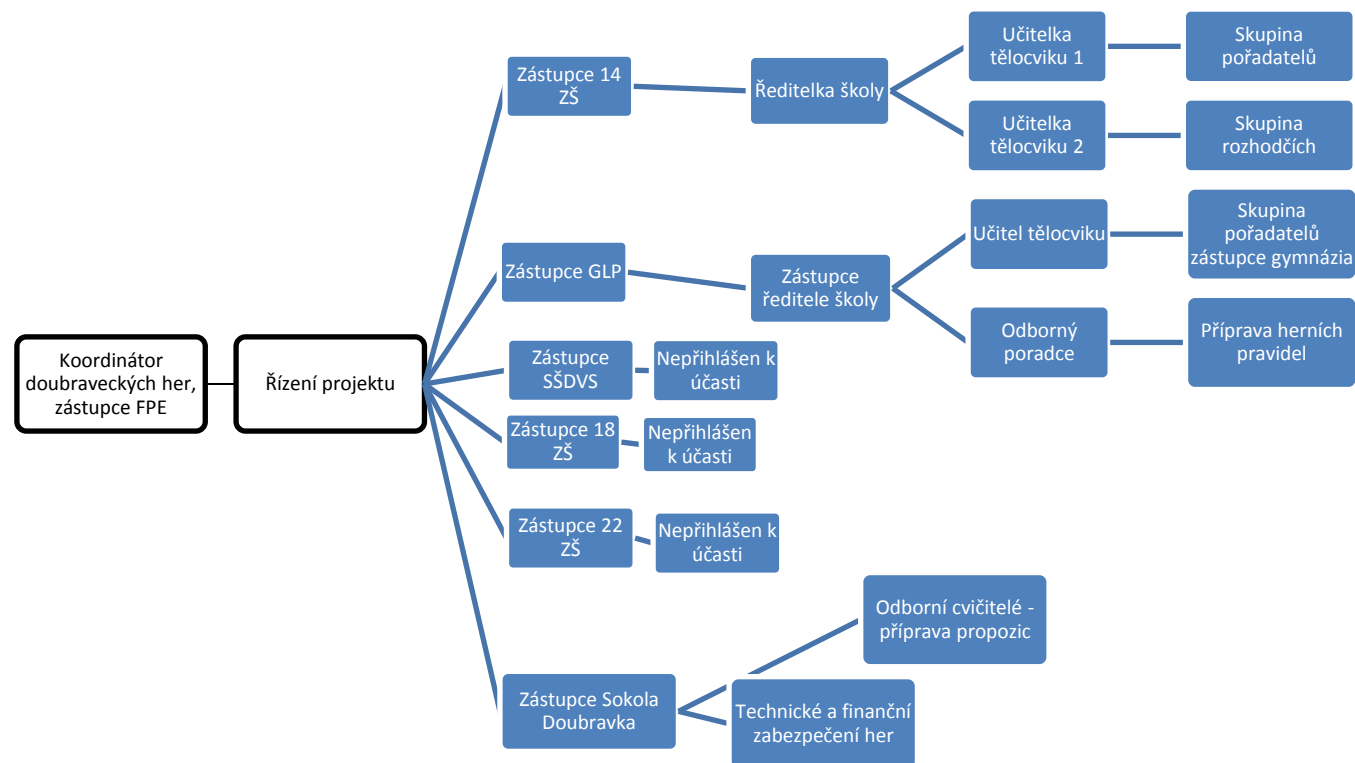 Koordinátor
doubraveckých her,
zástupce FPE
Řízení projektu
Zástupce 14
ZŠ
Ředitelka školy
Učitelka
tělocviku 1
Skupina
pořadatelů
Učitelka
tělocviku 2
Skupina
rozhodčích
Zástupce GLP
Zástupce
ředitele školy
Učitel tělocviku
Skupina
pořadatelů
zástupce gymnázia
Odborný
poradce
Příprava herních
pravidel
Zástupce
SŠDVS
Nepřihlášen k
účasti
Zástupce 18
ZŠ
Nepřihlášen
k účasti
Zástupce 22
ZŠ
Nepřihlášen k
účasti
Zástupce Sokola
Doubravka
Odborní cvičitelé -
příprava propozic
Technické a finanční
zabezpečení her